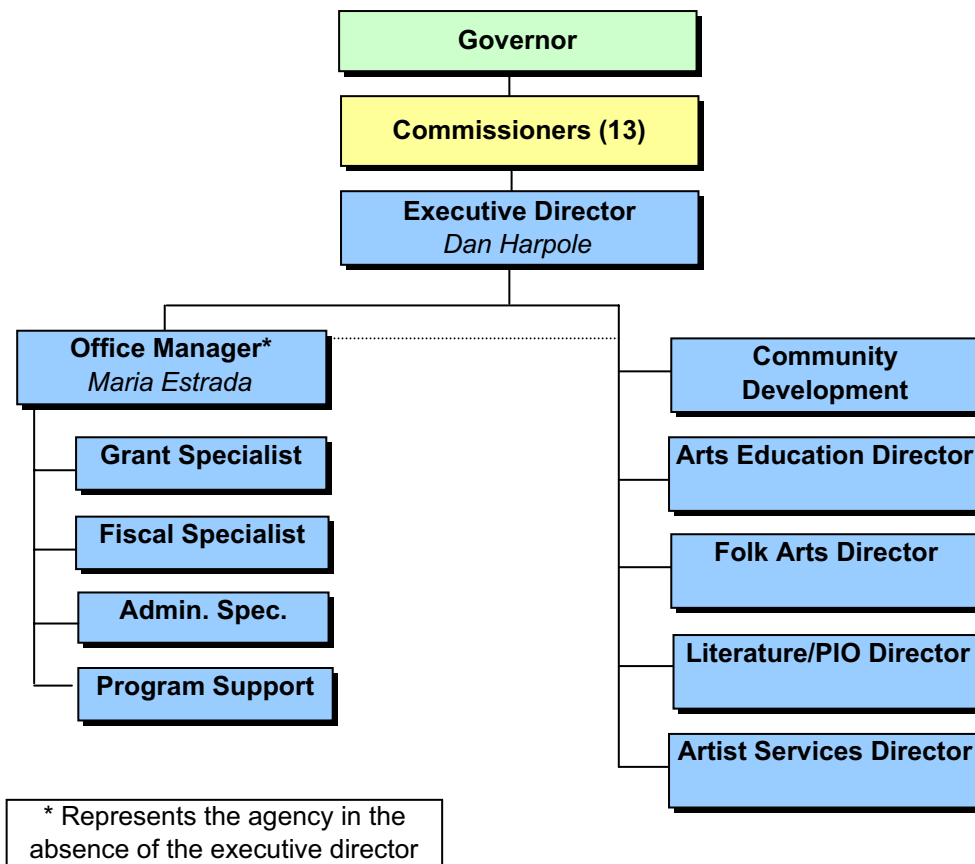 Governor
Commissioners (13)
Executive Director
Dan Harpole
Office Manager*
Maria Estrada
Grant Specialist
Fiscal Specialist
Admin. Spec.
Program Support
Community
Development
Arts Education Director
Folk Arts Director
Literature/PIO Director
Artist Services Director
* Represents the agency in the
absence of the executive director